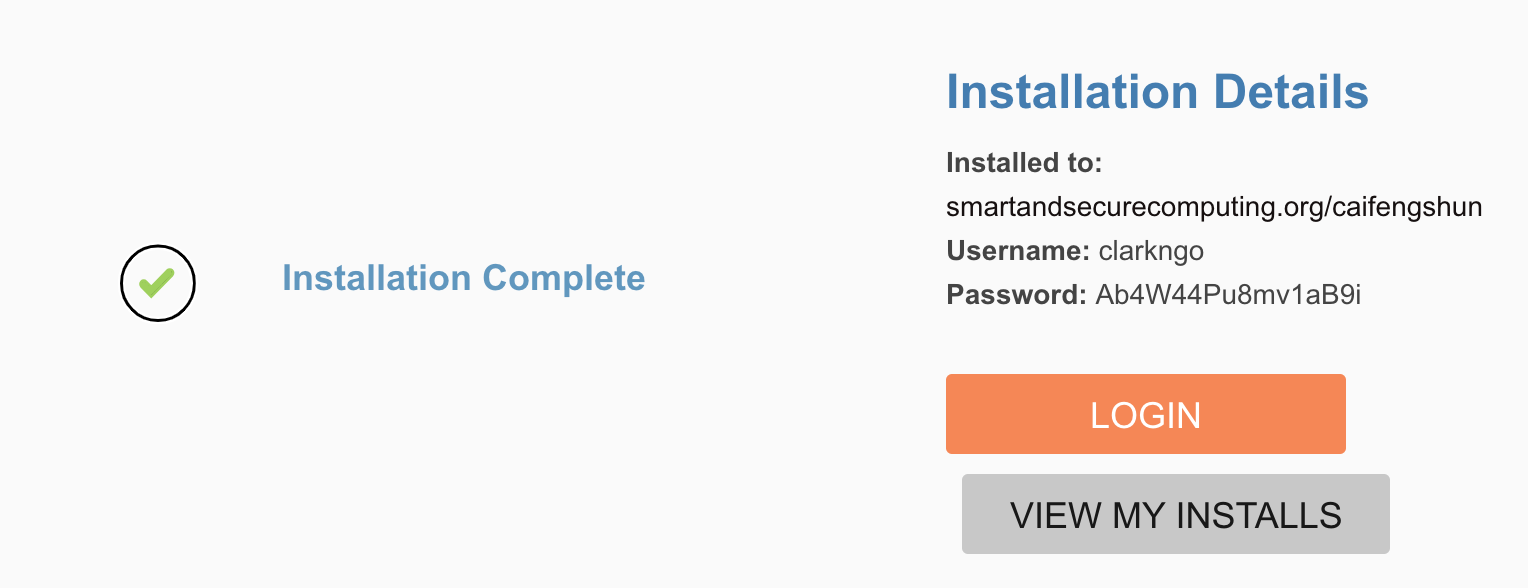 Installation Complete
Installation Details
Installed to:
smartandsecurecomputing.org/caifengshun
Username: clarkngo
Password: Ab4W44Pu8mv1aB9i
LOGIN
VIEW MY INSTALLS